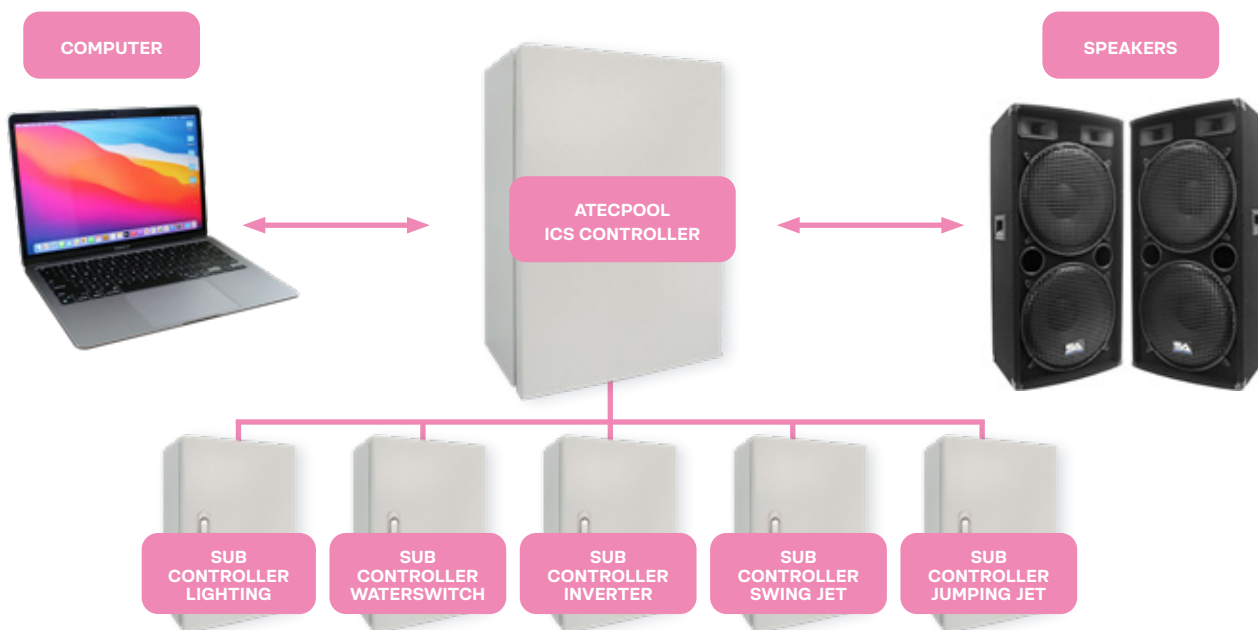 COMPUTER
SPEAKERS
ATECPOOL
ICS CONTROLLER
SUB
CONTROLLER
LIGHTING
SUB
CONTROLLER
WATERSWITCH
SUB
CONTROLLER
INVERTER
SUB
CONTROLLER
SWING JET
SUB
CONTROLLER
JUMPING JET